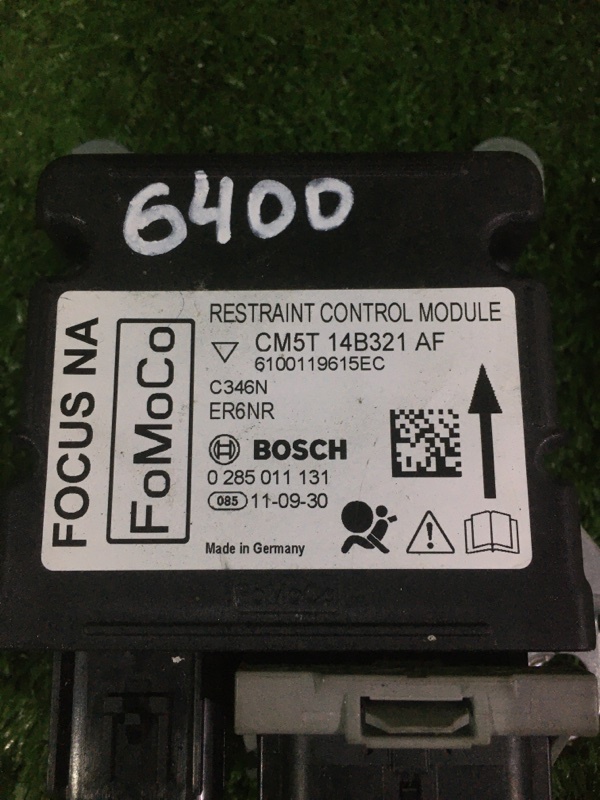 6400
FOCUS NA
FoMoCo
RESTRAINT CONTROL MODULE
CM5T 14B321 AF
6100119615EC
C346N
ER6NR
BOSCH
0 285 011 131
085 11-09-30
Made in Germany